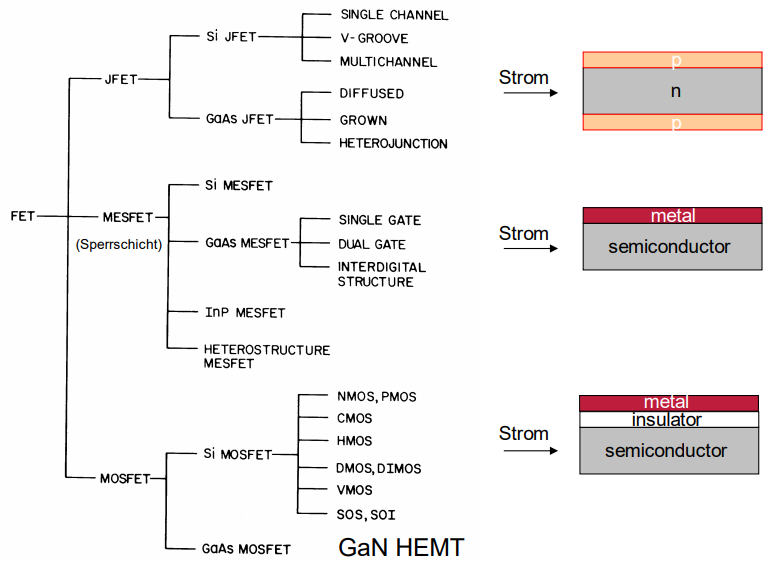 SINGLE CHANNEL
Si JFET
V-GROOVE
MULTICHANNEL
JFET
DIFFUSED
GaAs JFET
GROWN
HETEROJUNCTION
FET
MESFET
(Sperrschicht)
Si MESFET
GaAs MESFET
SINGLE GATE
DUAL GATE
INTERDIGITAL
STRUCTURE
InP MESFET
HETEROSTRUCTURE
MESFET
MOSFET
Si MOSFET
NMOS, PMOS
CMOS
HMOS
DMOS, DIMOS
VMOS
SOS, SOI
GaAs MOSFET
GaN HEMT
Strom
p
n
p
Strom
metal
semiconductor
Strom
metal
insulator
semiconductor